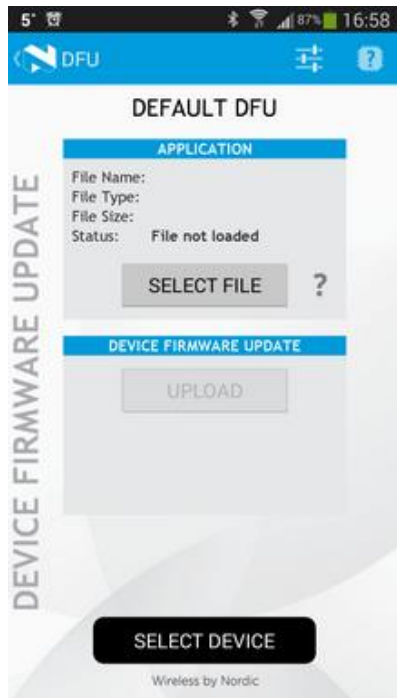 5° 87% 16:58
DFU ?
DEFAULT DFU
APPLICATION
File Name:
File Type:
File Size:
Status: File not loaded
SELECT FILE ?
DEVICE FIRMWARE UPDATE
UPLOAD
DEVICE FIRMWARE UPDATE
SELECT DEVICE
Wireless by Nordic